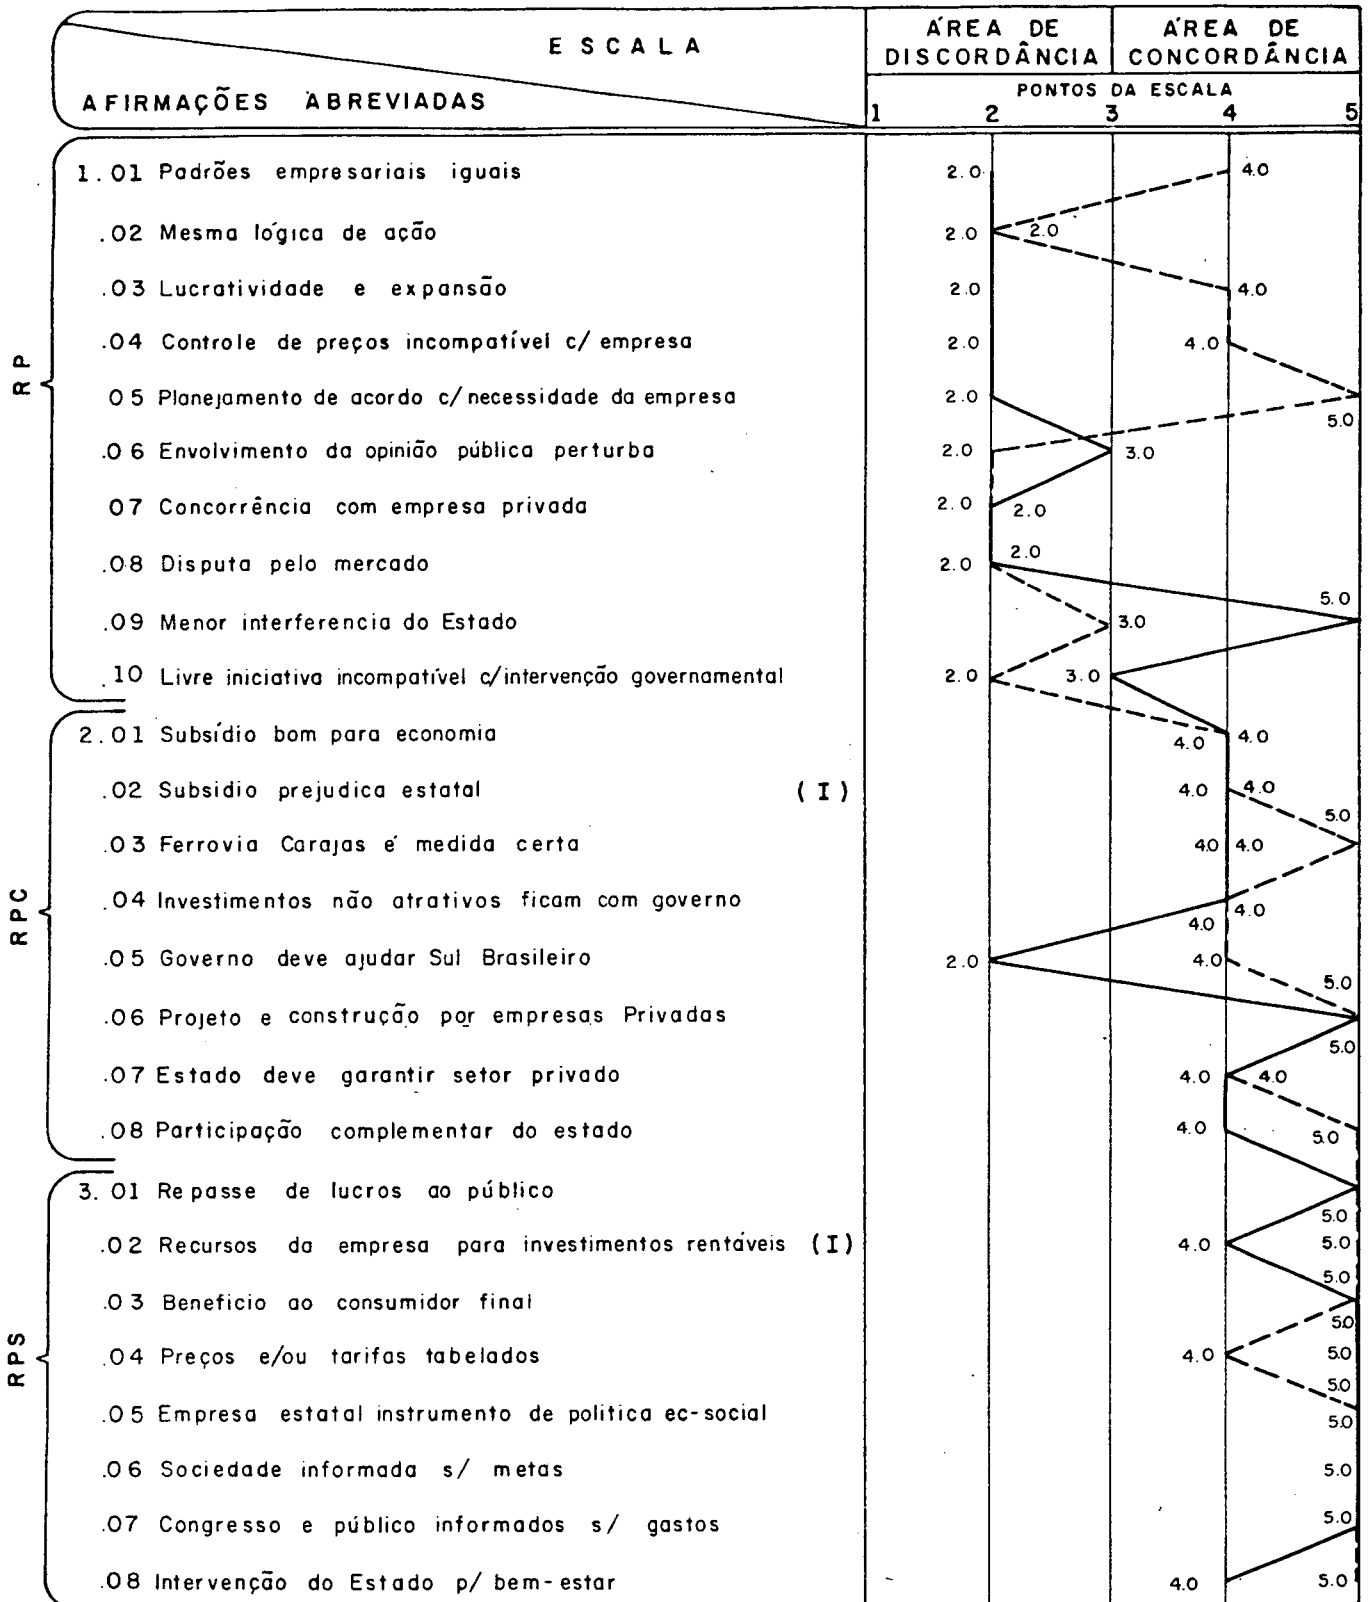 ESCALA
AFIRMAÇÕES ABREVIADAS
ÁREA DE DISCORDÂNCIA
ÁREA DE CONCORDÂNCIA
PONTOS DA ESCALA
1 2 3 4 5
RP
1.01 Padrões empresariais iguais 2.0 4.0
.02 Mesma lógica de ação 2.0 2.0
.03 Lucratividade e expansão 2.0 4.0
.04 Controle de preços incompatível c/ empresa 2.0 4.0
05 Planejamento de acordo c/ necessidade da empresa 2.0 5.0
.06 Envolvimento da opinião pública perturba 2.0 3.0
07 Concorrência com empresa privada 2.0 2.0
.08 Disputa pelo mercado 2.0 2.0
.09 Menor interferencia do Estado 3.0 5.0
.10 Livre iniciativa incompatível c/intervenção governamental 2.0 3.0
RPC
2.01 Subsídio bom para economia 4.0 4.0
.02 Subsidio prejudica estatal (I) 4.0 4.0
.03 Ferrovia Carajas é medida certa 4.0 4.0 5.0
.04 Investimentos não atrativos ficam com governo 4.0 4.0
.05 Governo deve ajudar Sul Brasileiro 2.0 4.0
.06 Projeto e construção por empresas Privadas 5.0 5.0
.07 Estado deve garantir setor privado 4.0 4.0
.08 Participação complementar do estado 4.0 5.0
RPS
3.01 Repasse de lucros ao público 5.0
.02 Recursos da empresa para investimentos rentáveis (I) 4.0 5.0
.03 Beneficio ao consumidor final 5.0 5.0
.04 Preços e/ou tarifas tabelados 4.0 5.0
.05 Empresa estatal instrumento de politica ec-social 5.0 5.0
.06 Sociedade informada s/ metas 5.0
.07 Congresso e público informados s/ gastos 5.0
.08 Intervenção do Estado p/ bem-estar 4.0 5.0